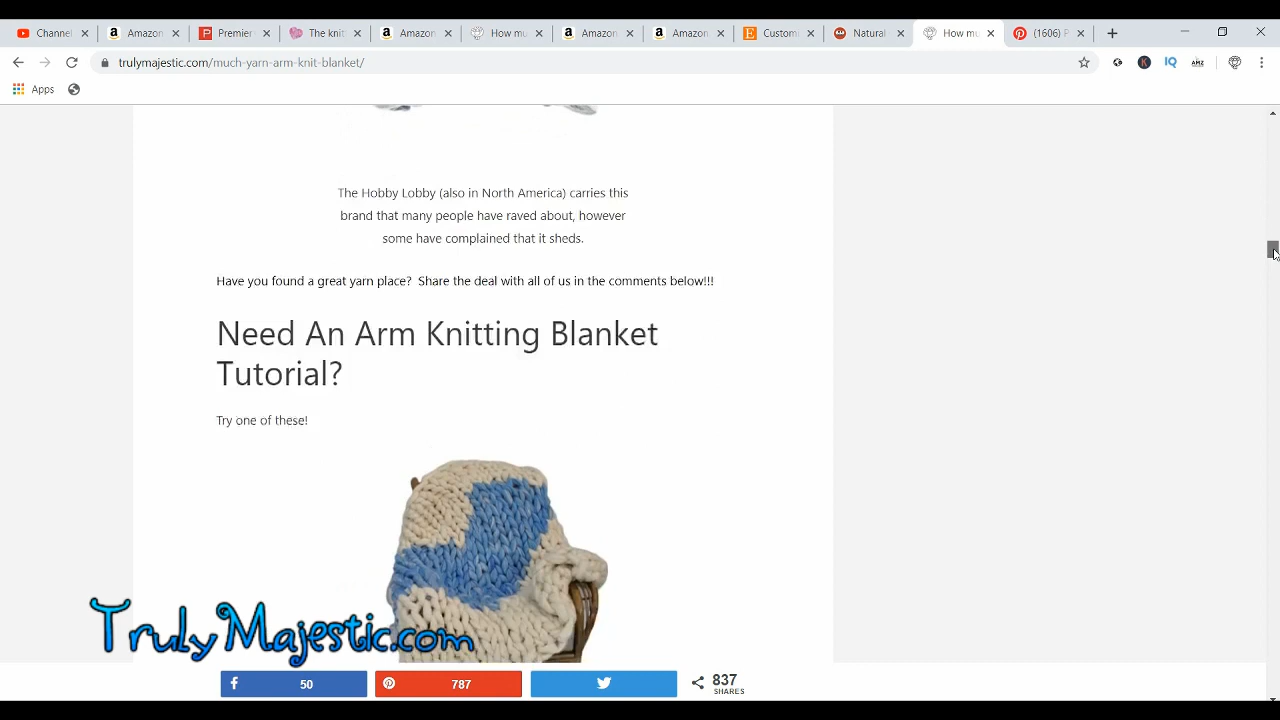 Channel
Amazon
Premier
The knit
Amazon
How mu
Amazon
Amazon
Custom
Natural
How mu
(1606) P
trulymajestic.com/much-yarn-arm-knit-blanket/
K
IQ
AMZ
Apps
The Hobby Lobby (also in North America) carries this
brand that many people have raved about, however
some have complained that it sheds.
Have you found a great yarn place? Share the deal with all of us in the comments below!!!
Need An Arm Knitting Blanket
Tutorial?
Try one of these!
TrulyMajestic.com
50
787
837
SHARES